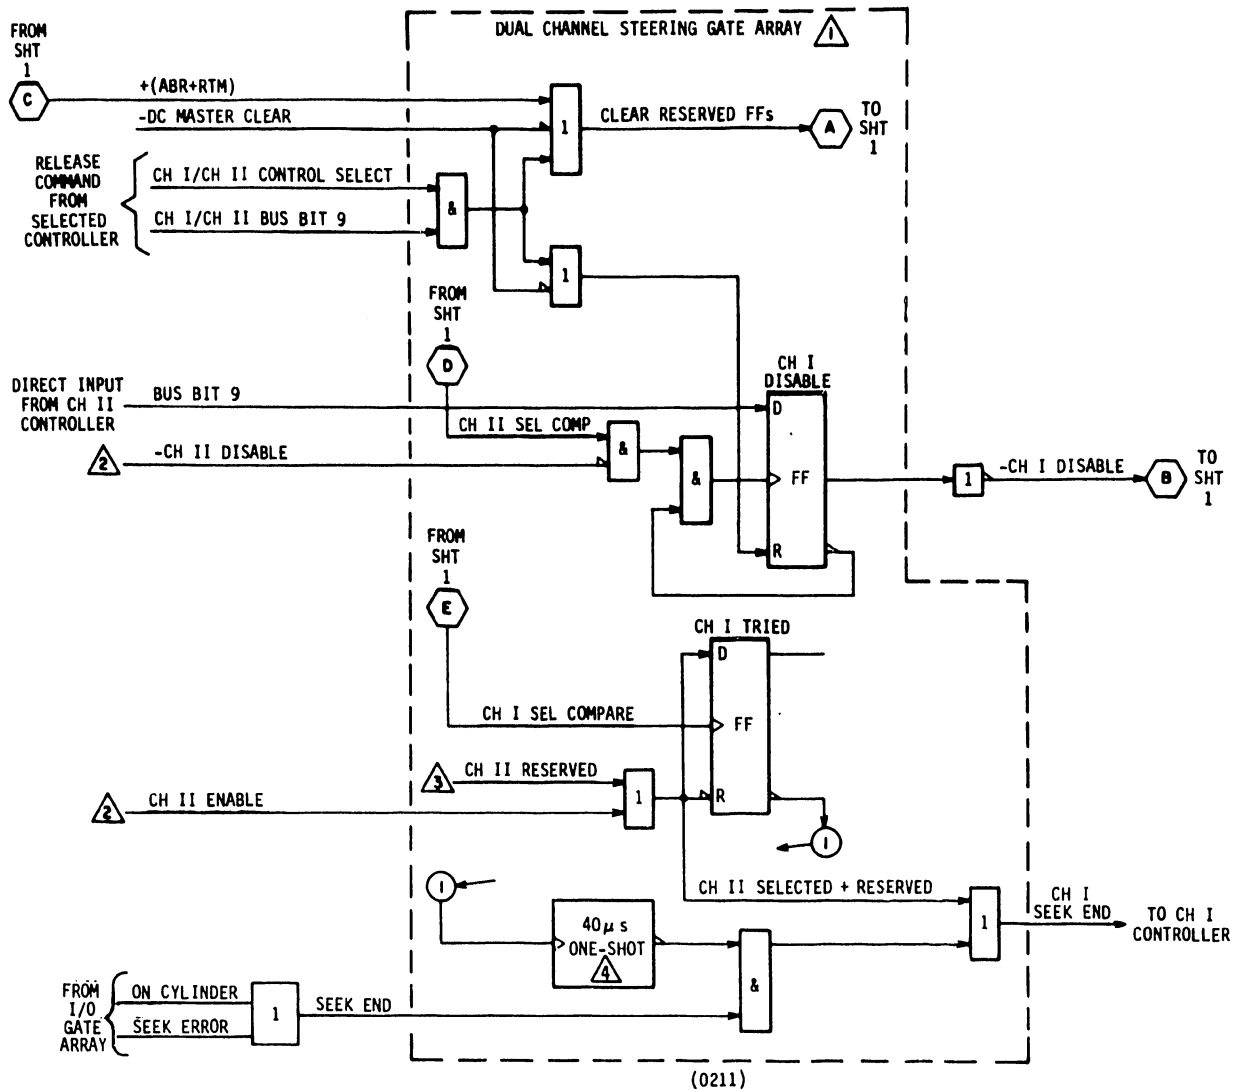 FROM
SHT
1
C
DUAL CHANNEL STEERING GATE ARRAY 1
+(ABR+RTM)
-DC MASTER CLEAR
1
CLEAR RESERVED FFs
A
TO
SHT
1
RELEASE
COMMAND
FROM
SELECTED
CONTROLLER
CH I/CH II CONTROL SELECT
CH I/CH II BUS BIT 9
&
1
FROM
SHT
1
D
CH I
DISABLE
DIRECT INPUT
FROM CH II
CONTROLLER
BUS BIT 9
D
CH II SEL COMP
&
2
-CH II DISABLE
&
FF
1
-CH I DISABLE
B
TO
SHT
1
R
FROM
SHT
1
E
CH I TRIED
D
CH I SEL COMPARE
FF
3
CH II RESERVED
2
CH II ENABLE
1
R
1
1
CH II SELECTED + RESERVED
1
CH I
SEEK END
TO CH I
CONTROLLER
40μs
ONE-SHOT
4
&
FROM
I/O
GATE
ARRAY
ON CYLINDER
SEEK ERROR
1
SEEK END
(0211)